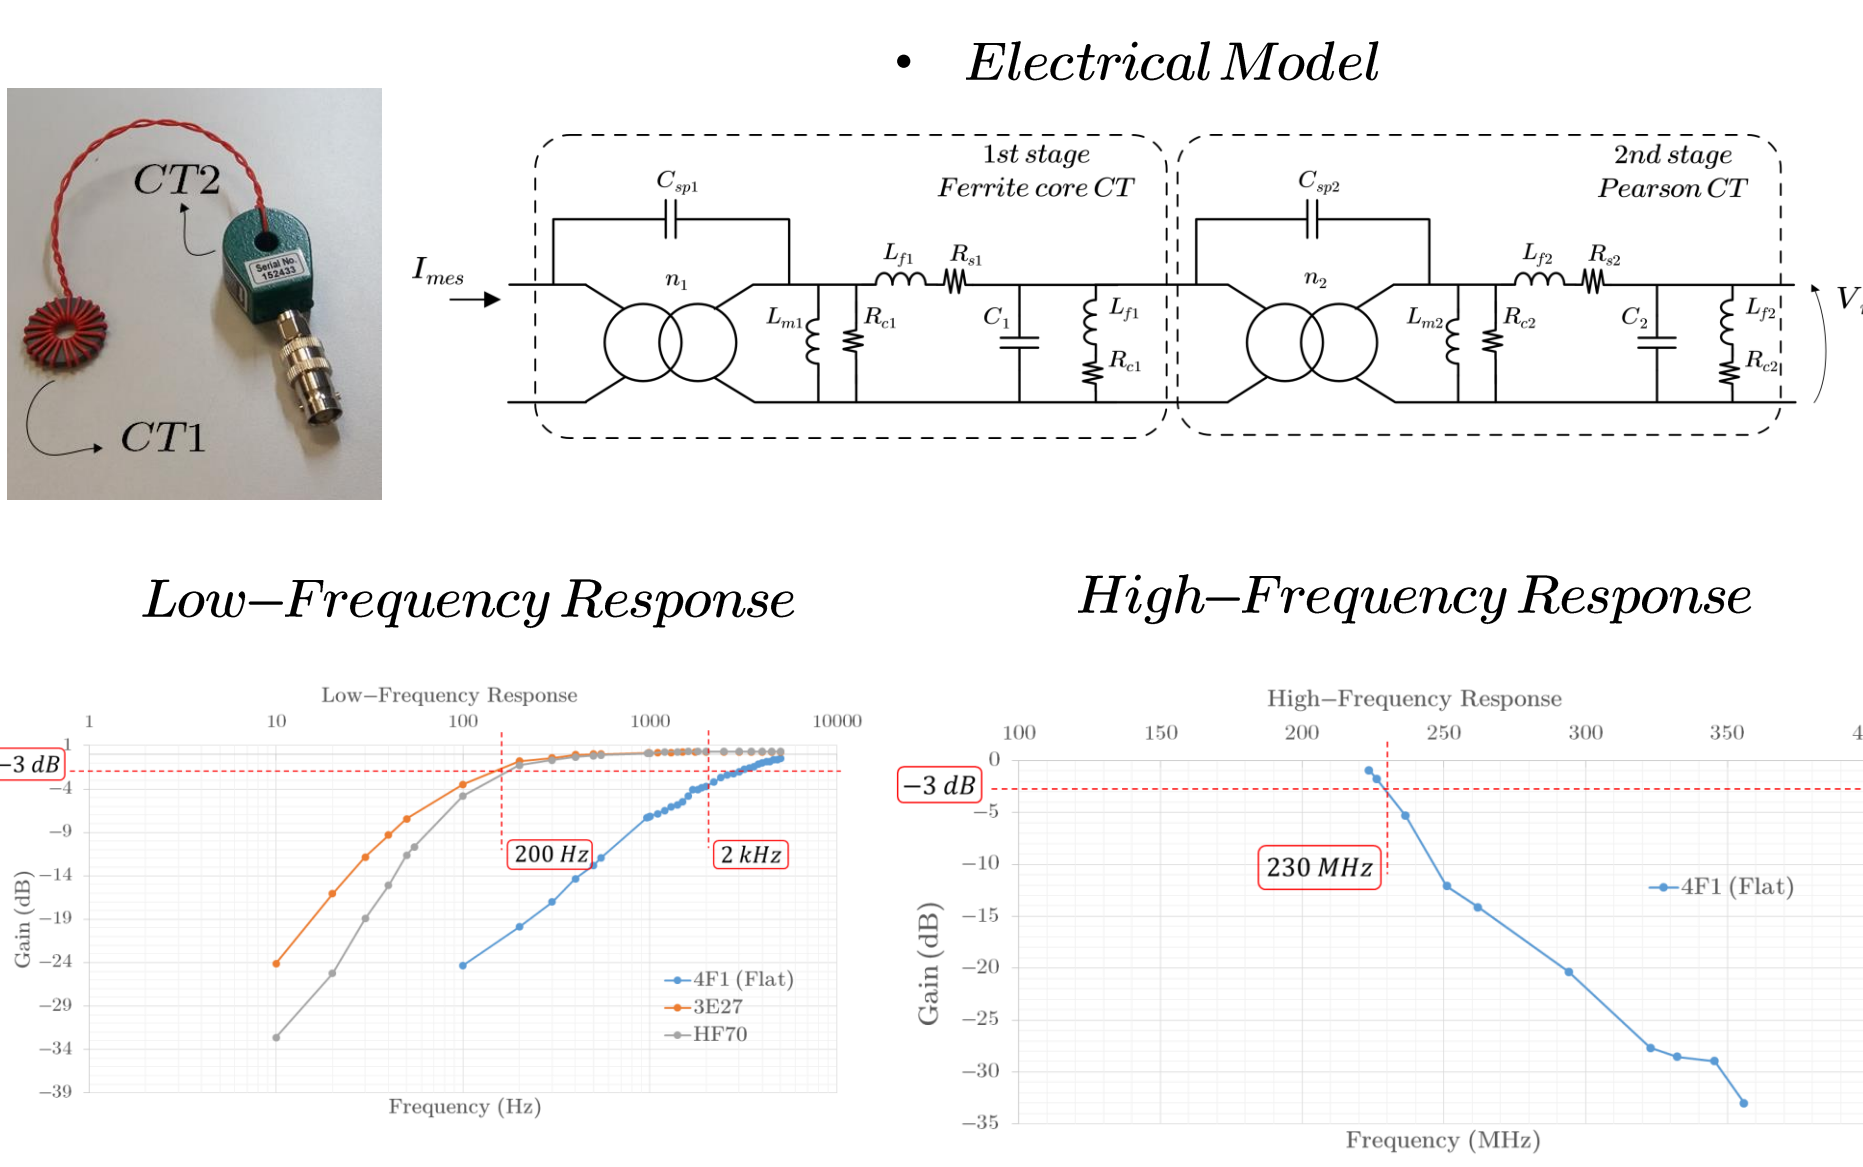 • Electrical Model
CT2
Serial No.
152433
CT1
1st stage
Ferrite core CT
2nd stage
Pearson CT
C_sp1
C_sp2
I_mes
n_1
L_f1
R_s1
n_2
L_f2
R_s2
L_m1
R_c1
C_1
L_f1
R_c1
L_m2
R_c2
C_2
L_f2
R_c2
Low–Frequency Response
High–Frequency Response
Low–Frequency Response
1 10 100 1000 10000
1
−3 dB
−4
−9
−14
−19
−24
−29
−34
−39
Gain (dB)
200 Hz
2 kHz
4F1 (Flat)
3E27
HF70
Frequency (Hz)
High–Frequency Response
100 150 200 250 300 350
0
−3 dB
−5
−10
−15
−20
−25
−30
−35
Gain (dB)
230 MHz
4F1 (Flat)
Frequency (MHz)